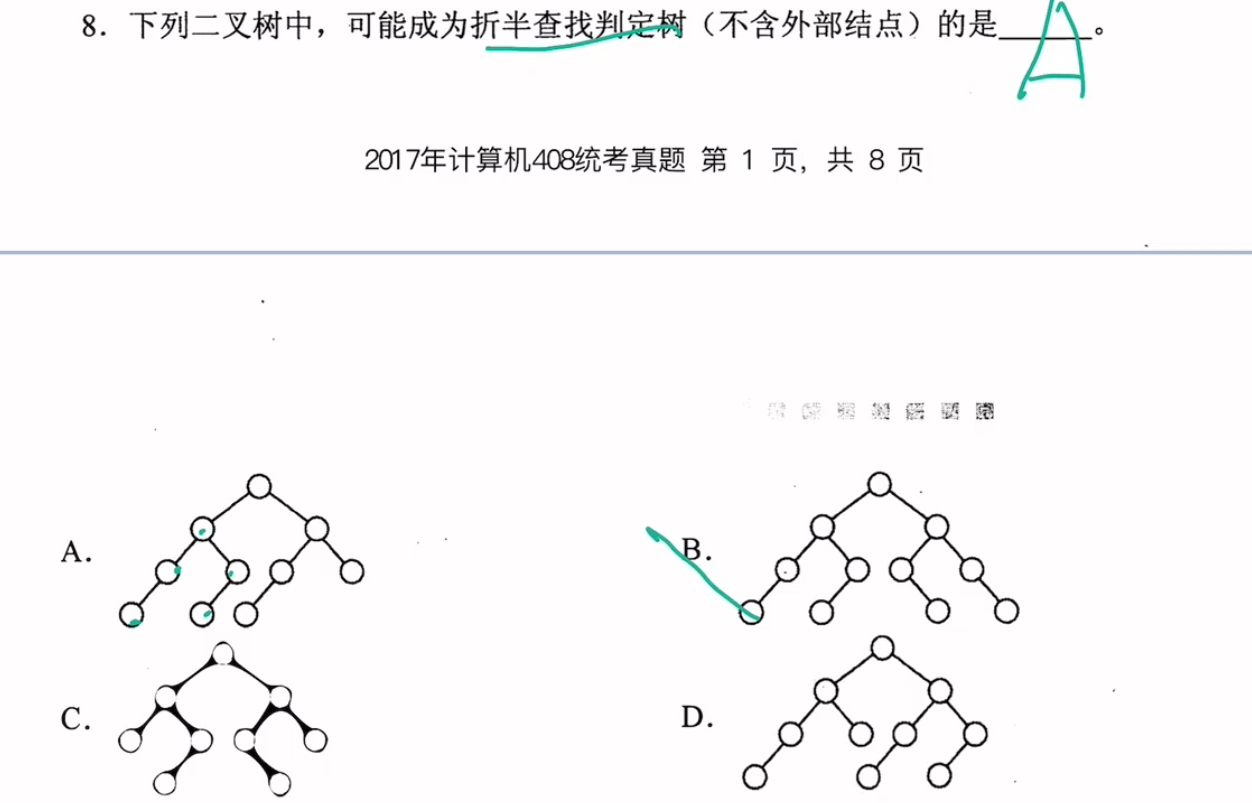 8. 下列二叉树中，可能成为折半查找判定树（不含外部结点）的是______。
A
2017年计算机408统考真题 第 1 页，共 8 页
A.
B.
C.
D.